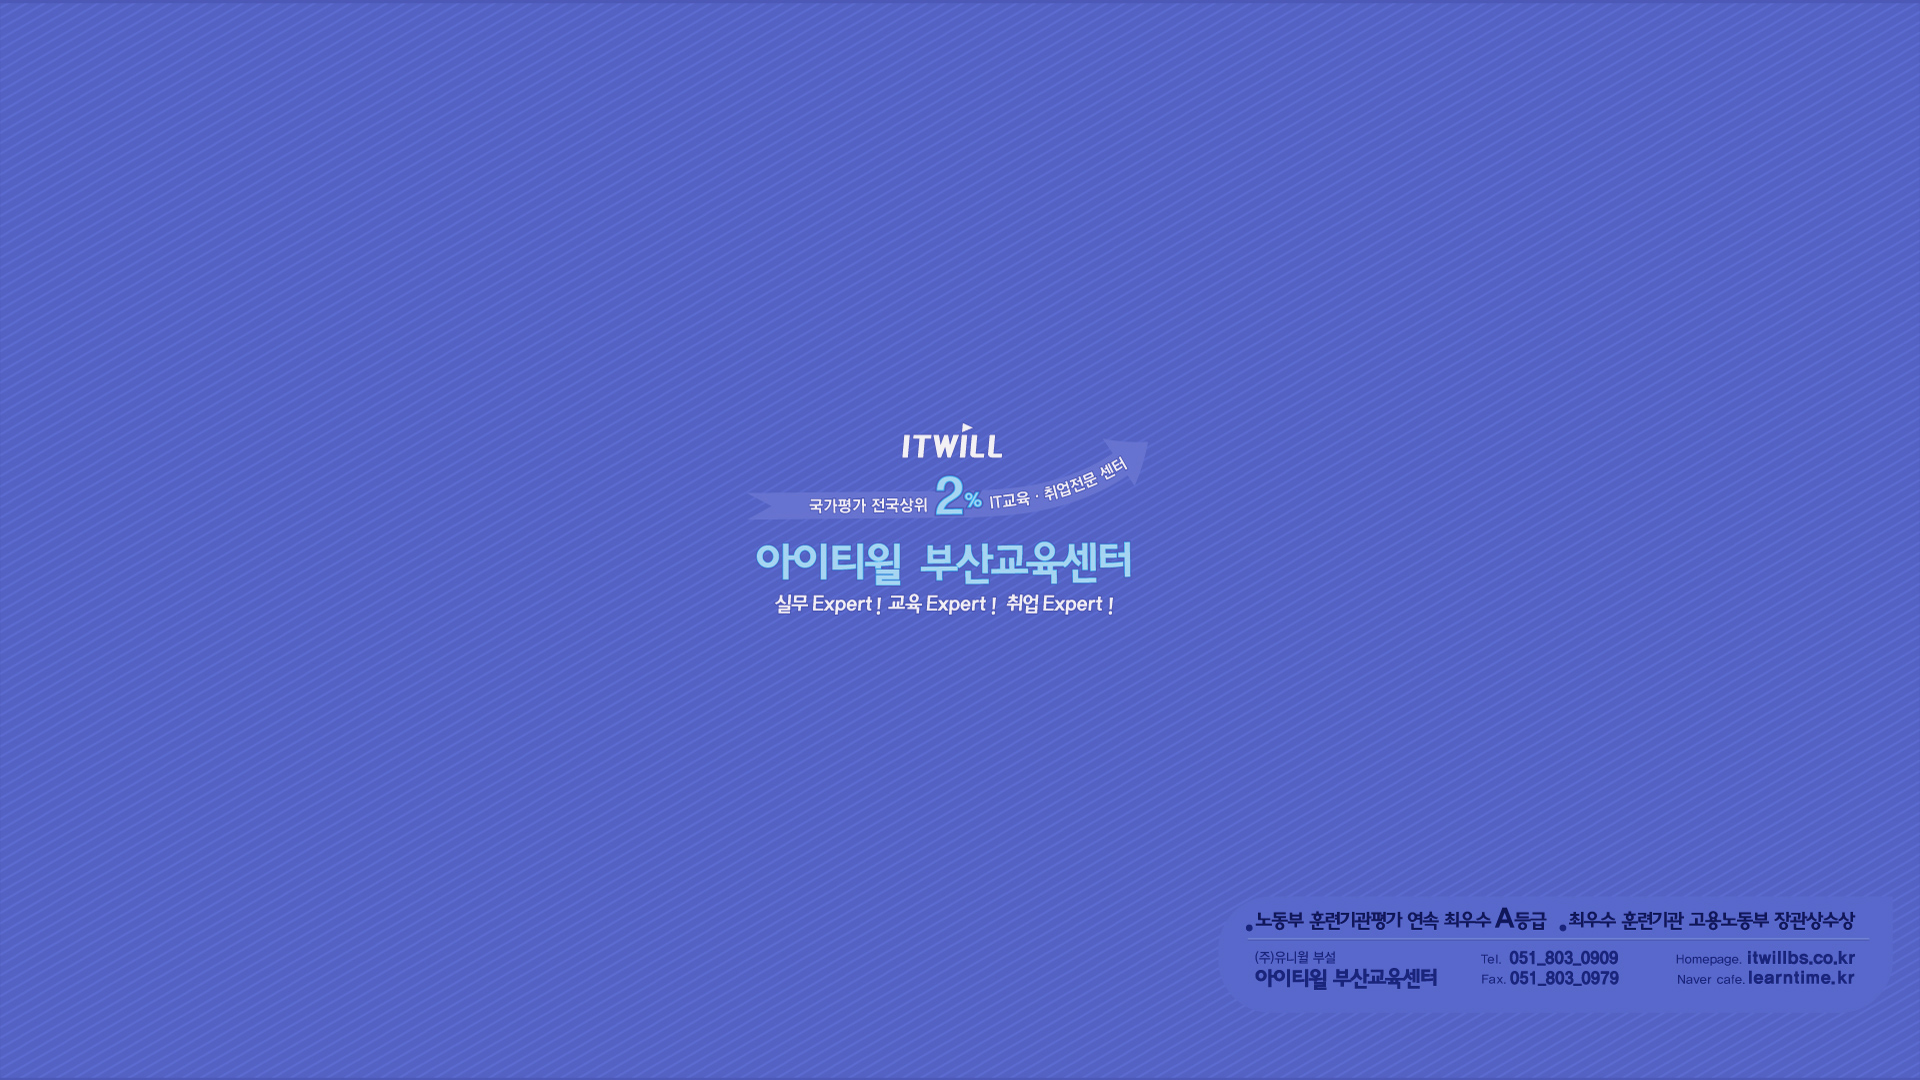 ITWILL
국가평가 전국상위 2% IT교육 · 취업전문 센터
아이티윌 부산교육센터
실무 Expert! 교육 Expert! 취업 Expert!
.노동부 훈련기관평가 연속 최우수 A등급 .최우수 훈련기관 고용노동부 장관상수상
(주)유니윌 부설
아이티윌 부산교육센터
Tel. 051_803_0909
Fax. 051_803_0979
Homepage. itwillbs.co.kr
Naver cafe. learntime.kr